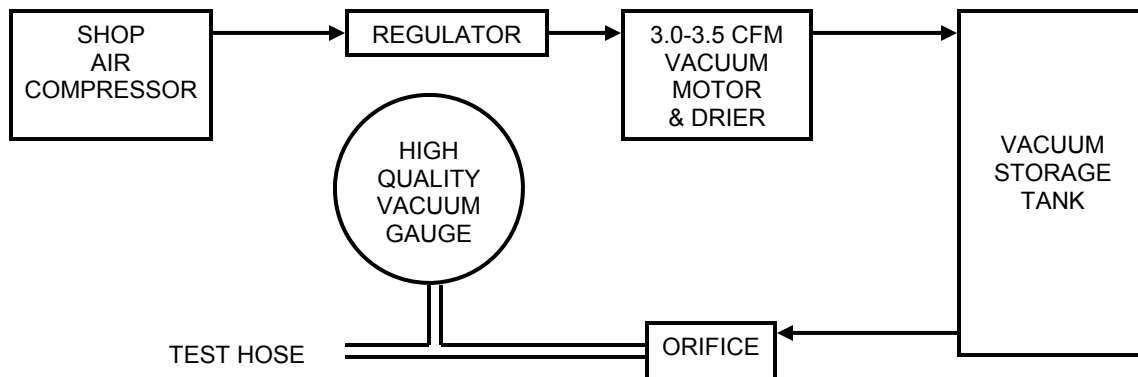 SHOP
AIR
COMPRESSOR
REGULATOR
3.0-3.5 CFM
VACUUM
MOTOR
& DRIER
HIGH
QUALITY
VACUUM
GAUGE
VACUUM
STORAGE
TANK
TEST HOSE
ORIFICE